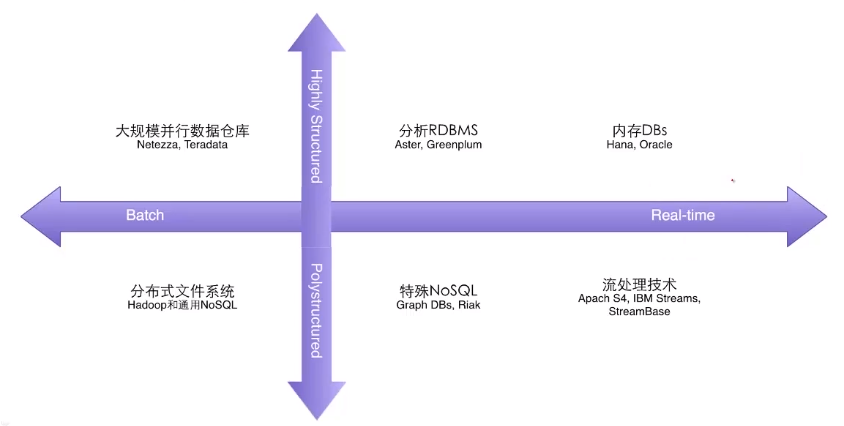 Highly Structured
大规模并行数据仓库
Netezza, Teradata
分析RDBMS
Aster, Greenplum
内存DBs
Hana, Oracle
Batch
Real-time
Polystructured
分布式文件系统
Hadoop和通用NoSQL
特殊NoSQL
Graph DBs, Riak
流处理技术
Apach S4, IBM Streams,
StreamBase